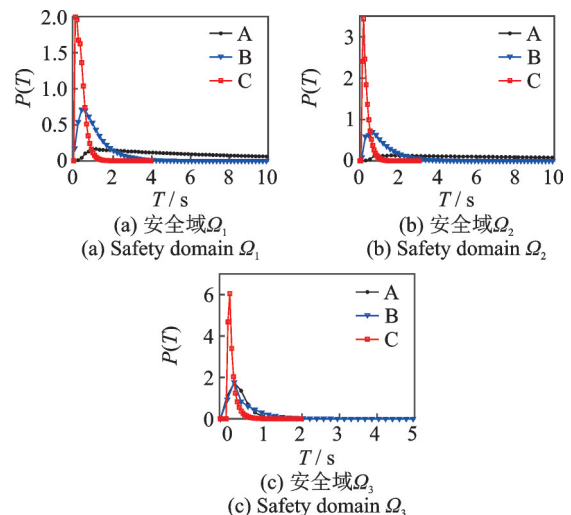 2.0
1.5
1.0
0.5
0
P(T)
A
B
C
0 2 4 6 8 10
T / s
(a) 安全域Ω₁
(a) Safety domain Ω₁
3
2
1
0
P(T)
A
B
C
0 2 4 6 8 10
T / s
(b) 安全域Ω₂
(b) Safety domain Ω₂
6
4
2
0
P(T)
A
B
C
0 1 2 3 4 5
T / s
(c) 安全域Ω₃
(c) Safety domain Ω₃